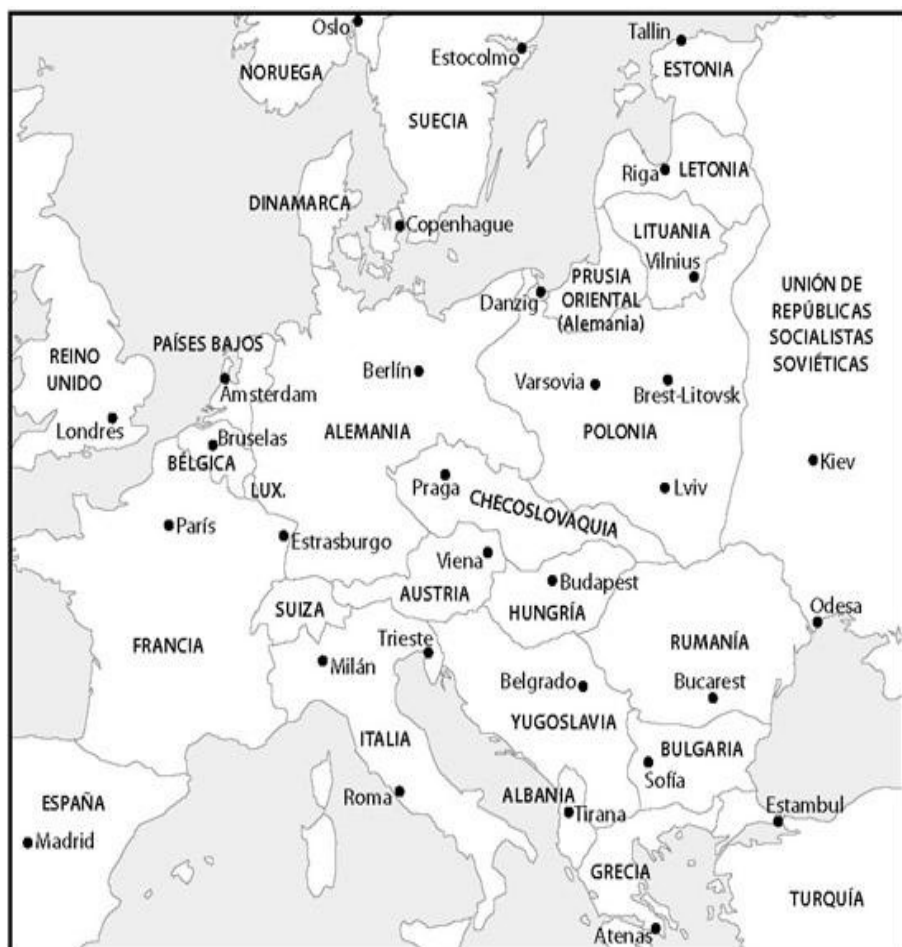 Oslo
Tallin
Estocolmo
NORUEGA
ESTONIA
SUECIA
Riga
LETONIA
DINAMARCA
Copenhague
LITUANIA
Vilnius
PRUSIA
ORIENTAL
(Alemania)
Danzig
UNIÓN DE
REPÚBLICAS
SOCIALISTAS
SOVIÉTICAS
REINO
UNIDO
PAÍSES BAJOS
Ámsterdam
Berlín
Varsovia
Brest-Litovsk
Londres
Bruselas
BÉLGICA
ALEMANIA
POLONIA
Kiev
LUX.
Praga
CHECOSLOVAQUIA
Lviv
París
Estrasburgo
Viena
Budapest
AUSTRIA
HUNGRÍA
SUIZA
Odesa
FRANCIA
Trieste
RUMANÍA
Milán
Belgrado
Bucarest
YUGOSLAVIA
ITALIA
BULGARIA
Sofía
ESPAÑA
Roma
ALBANIA
Tirana
Estambul
Madrid
GRECIA
TURQUÍA
Atenas